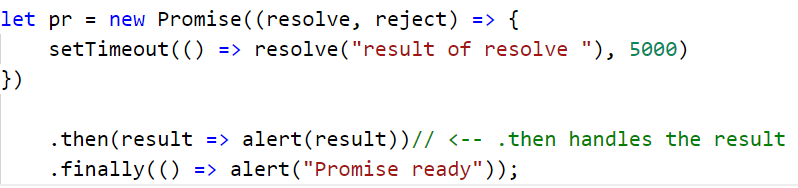 let pr = new Promise((resolve, reject) => {
    setTimeout(() => resolve("result of resolve "), 5000)
})

    .then(result => alert(result))// <-- .then handles the result
    .finally(() => alert("Promise ready"));